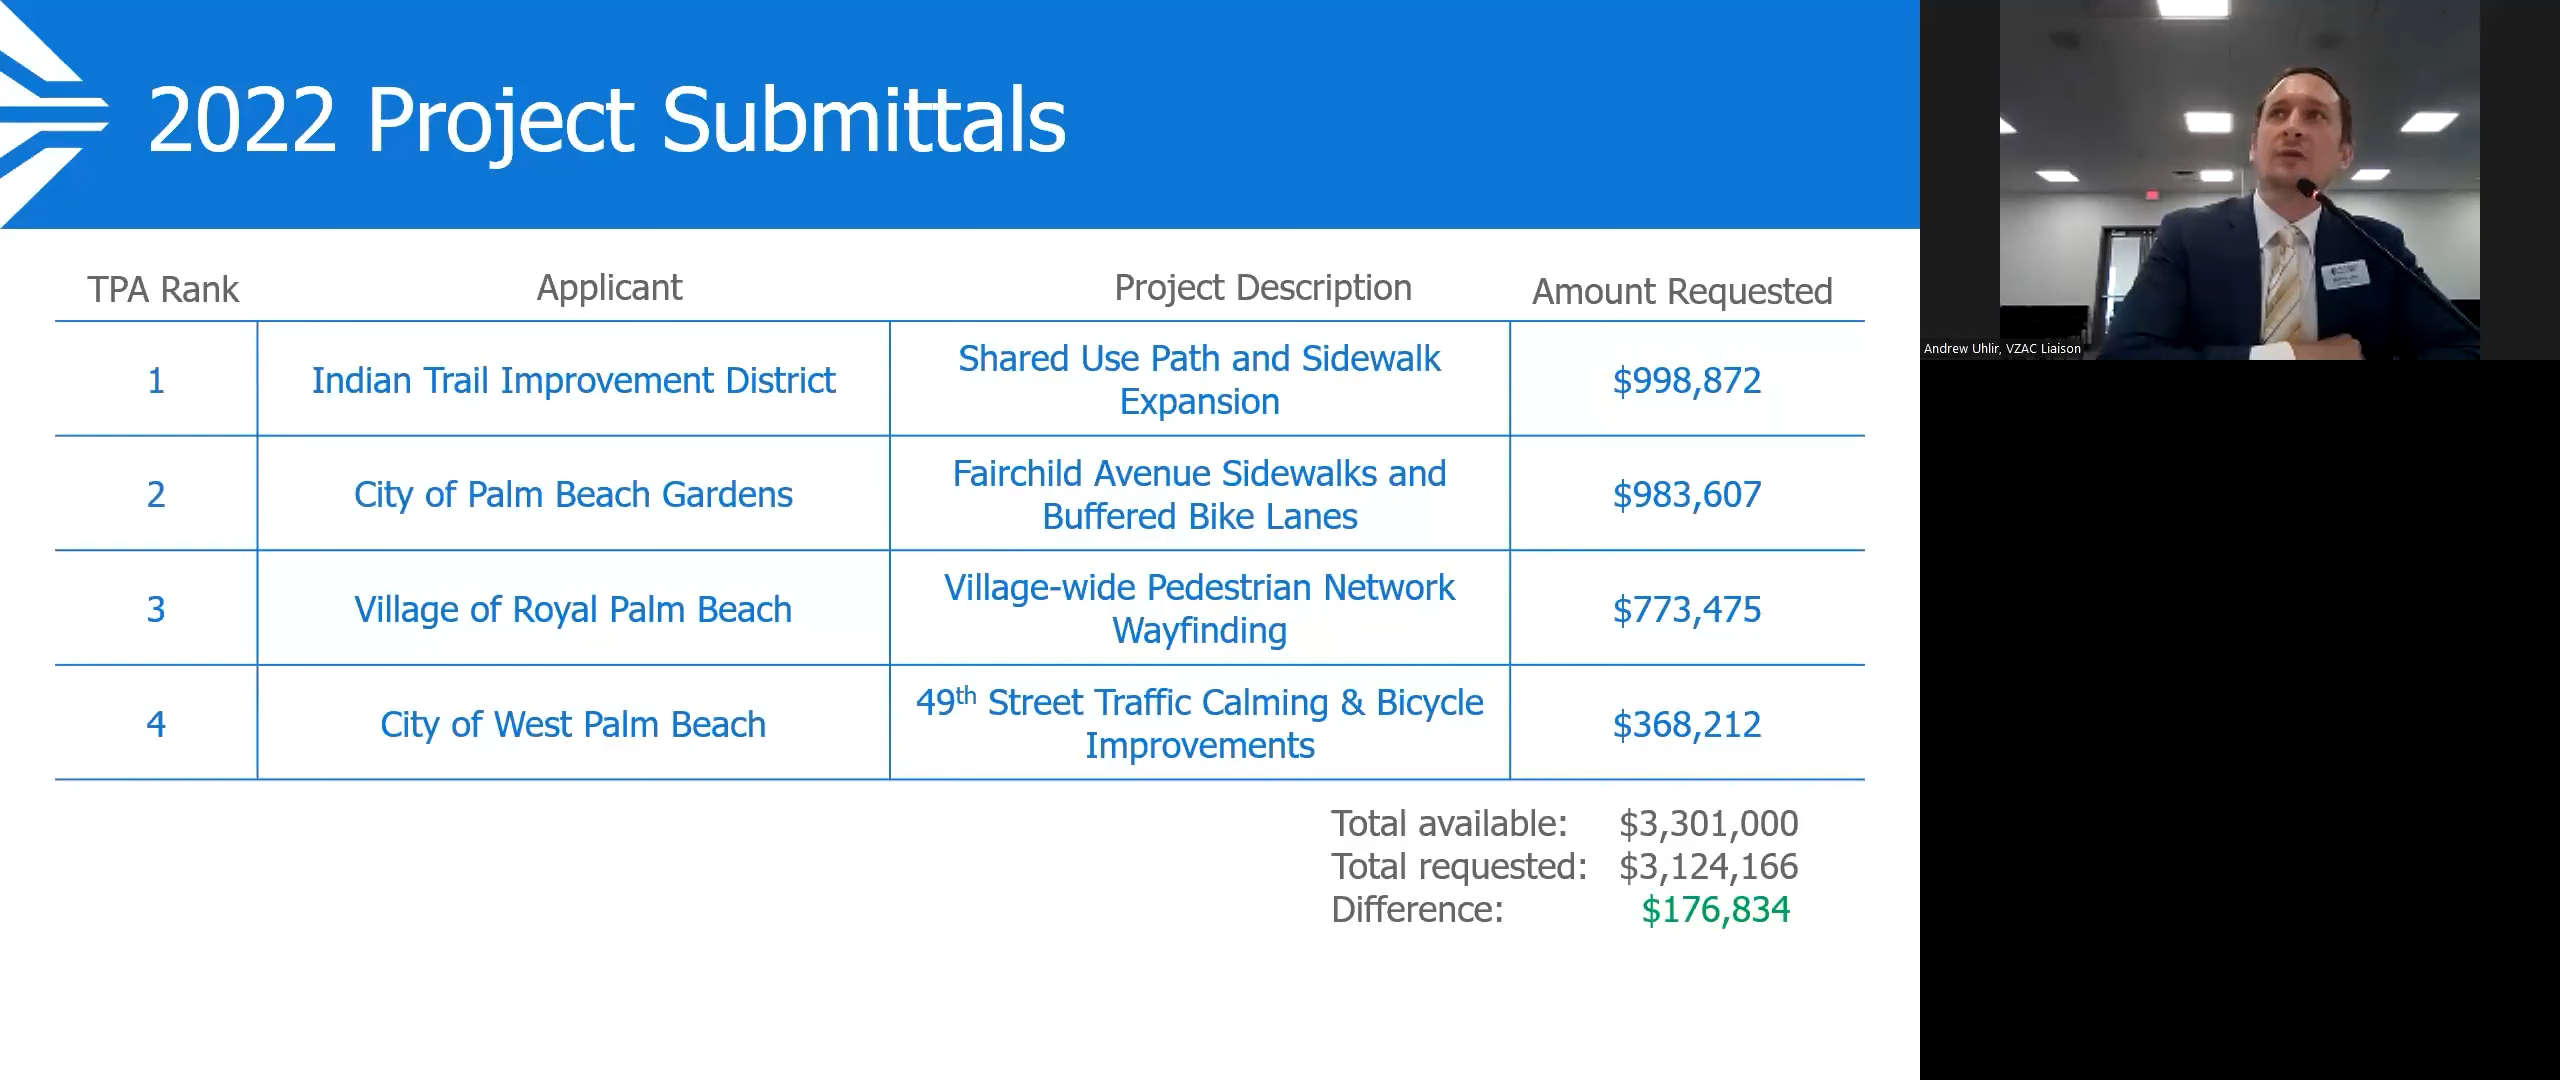 2022 Project Submittals
TPA Rank Applicant Project Description Amount Requested
1 Indian Trail Improvement District Shared Use Path and Sidewalk Expansion $998,872
2 City of Palm Beach Gardens Fairchild Avenue Sidewalks and Buffered Bike Lanes $983,607
3 Village of Royal Palm Beach Village-wide Pedestrian Network Wayfinding $773,475
4 City of West Palm Beach 49th Street Traffic Calming & Bicycle Improvements $368,212
Total available: $3,301,000
Total requested: $3,124,166
Difference: $176,834
Andrew Uhlir, VZAC Liaison